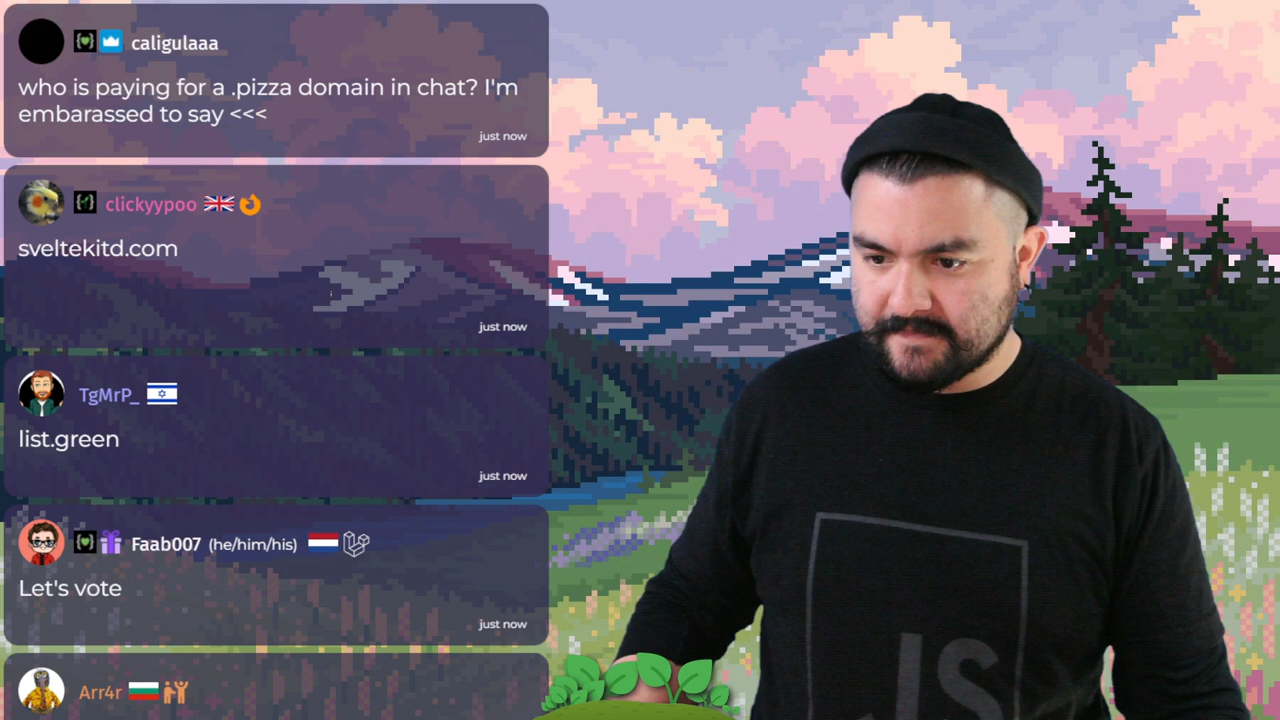 caligulaaa
who is paying for a .pizza domain in chat? I'm
embarassed to say <<<
just now
clickyypoo
sveltekitd.com
just now
TgMrP_
list.green
just now
Faab007 (he/him/his)
Let's vote
just now
Arr4r
JS